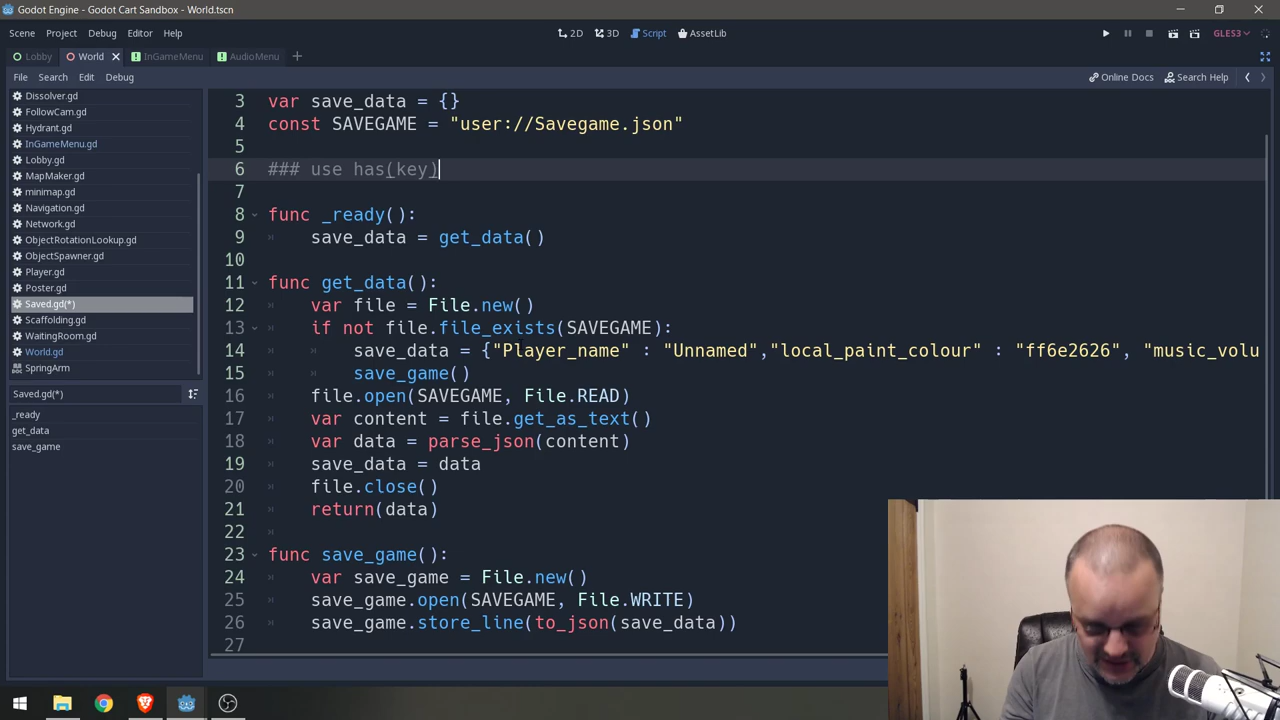 Godot Engine - Godot Cart Sandbox - World.tscn
Scene Project Debug Editor Help
2D 3D Script AssetLib
GLES3
Lobby World InGameMenu AudioMenu
File Search Edit Debug
Online Docs Search Help
Dissolver.gd
FollowCam.gd
Hydrant.gd
InGameMenu.gd
Lobby.gd
MapMaker.gd
minimap.gd
Navigation.gd
Network.gd
ObjectRotationLookup.gd
ObjectSpawner.gd
Player.gd
Poster.gd
Saved.gd(*)
Scaffolding.gd
WaitingRoom.gd
World.gd
SpringArm
Saved.gd(*)
_ready
get_data
save_game
3 var save_data = {}
4 const SAVEGAME = "user://Savegame.json"
5
6 ### use has(key)
7
8 func _ready():
9 save_data = get_data()
10
11 func get_data():
12 var file = File.new()
13 if not file.file_exists(SAVEGAME):
14 save_data = {"Player_name" : "Unnamed","local_paint_colour" : "ff6e2626", "music_volu
15 save_game()
16 file.open(SAVEGAME, File.READ)
17 var content = file.get_as_text()
18 var data = parse_json(content)
19 save_data = data
20 file.close()
21 return(data)
22
23 func save_game():
24 var save_game = File.new()
25 save_game.open(SAVEGAME, File.WRITE)
26 save_game.store_line(to_json(save_data))
27